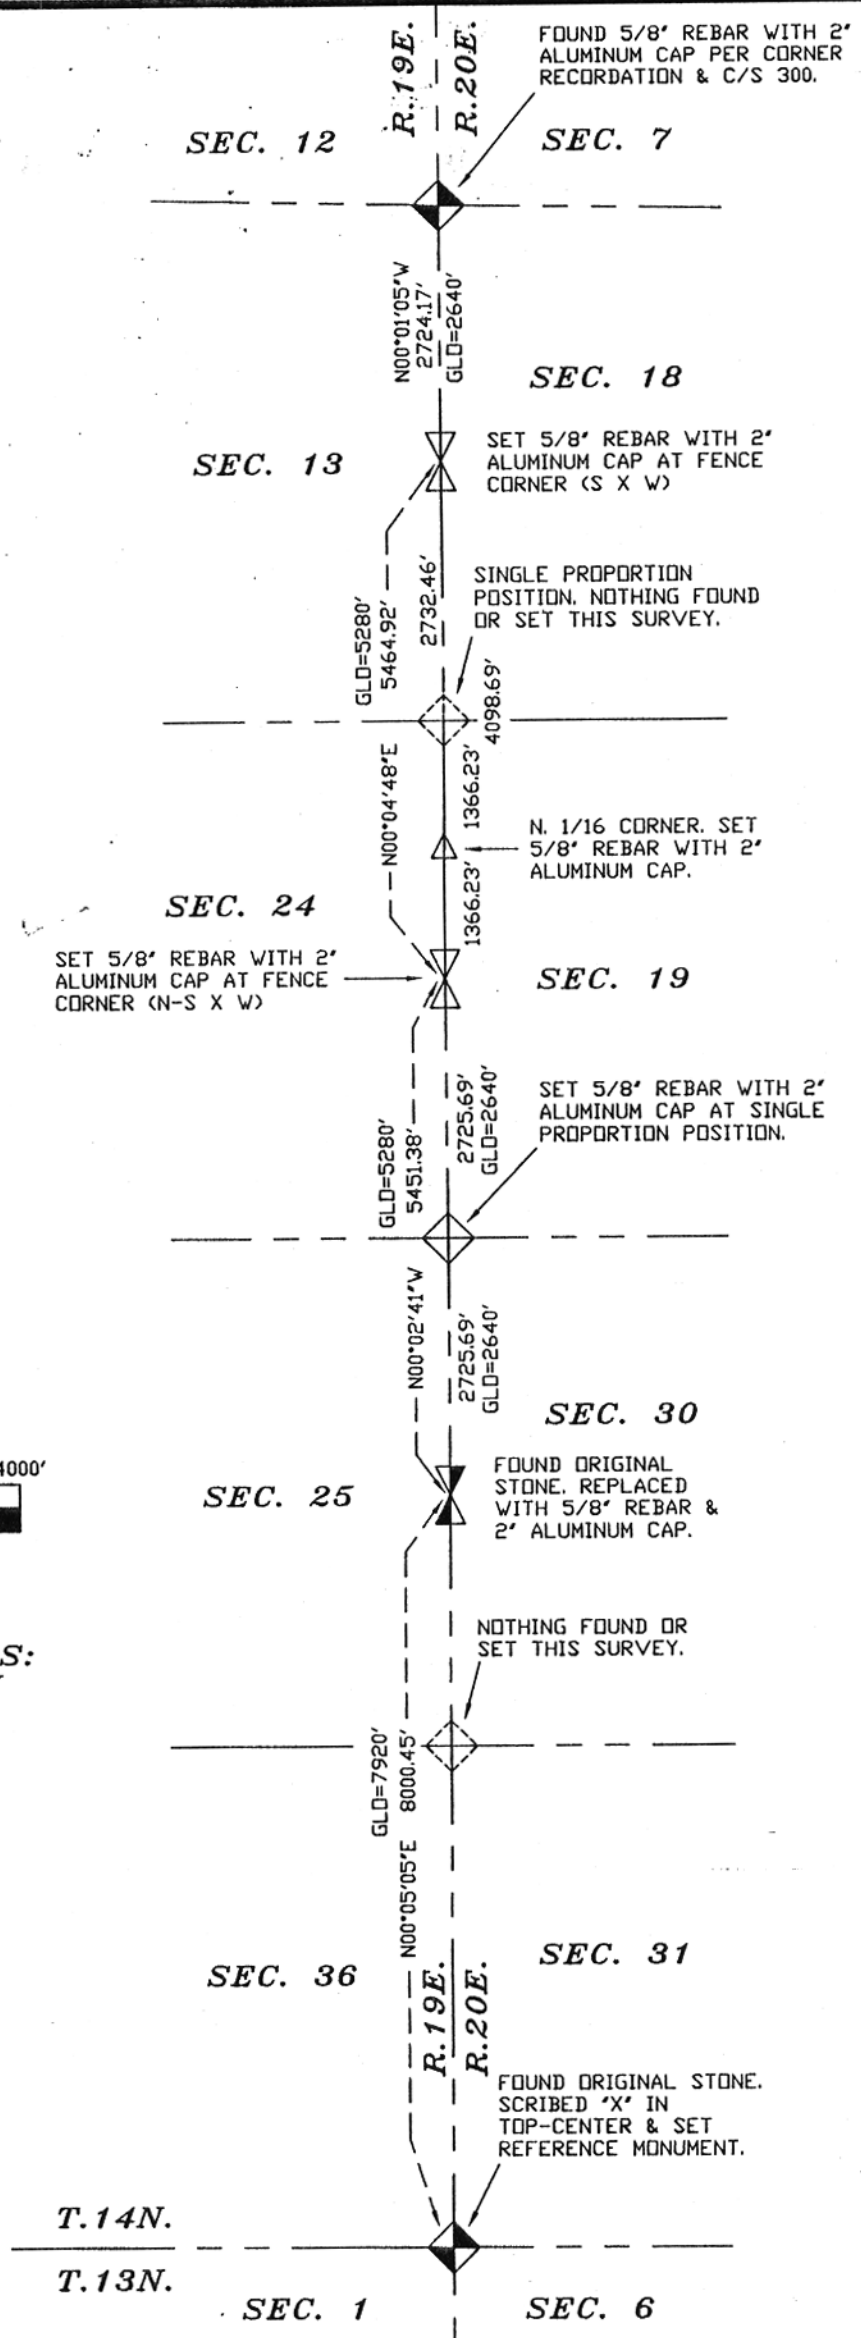 FOUND 5/8" REBAR WITH 2"
ALUMINUM CAP PER CORNER
RECORDATION & C/S 300.
R.19E.
R.20E.
SEC. 12
SEC. 7
N00°01'05"W
2724.17'
GLO=2640'
SEC. 18
SEC. 13
SET 5/8" REBAR WITH 2"
ALUMINUM CAP AT FENCE
CORNER (S X W)
GLO=5280'
5464.92'
2732.46'
SINGLE PROPORTION
POSITION. NOTHING FOUND
OR SET THIS SURVEY.
4098.69'
N00°04'48"E
1366.23'
N. 1/16 CORNER. SET
5/8" REBAR WITH 2"
ALUMINUM CAP.
1366.23'
SEC. 24
SET 5/8" REBAR WITH 2"
ALUMINUM CAP AT FENCE
CORNER (N-S X W)
SEC. 19
GLO=5280'
5451.38'
2725.69'
GLO=2640'
SET 5/8" REBAR WITH 2"
ALUMINUM CAP AT SINGLE
PROPORTION POSITION.
N00°02'41"W
2725.69'
GLO=2640'
SEC. 30
4000'
SEC. 25
FOUND ORIGINAL
STONE. REPLACED
WITH 5/8" REBAR &
2" ALUMINUM CAP.
S:
NOTHING FOUND OR
SET THIS SURVEY.
GLO=7920'
8000.45'
N00°05'05"E
SEC. 36
SEC. 31
R.19E.
R.20E.
FOUND ORIGINAL STONE.
SCRIBED "X" IN
TOP-CENTER & SET
REFERENCE MONUMENT.
T.14N.
T.13N.
SEC. 1
SEC. 6